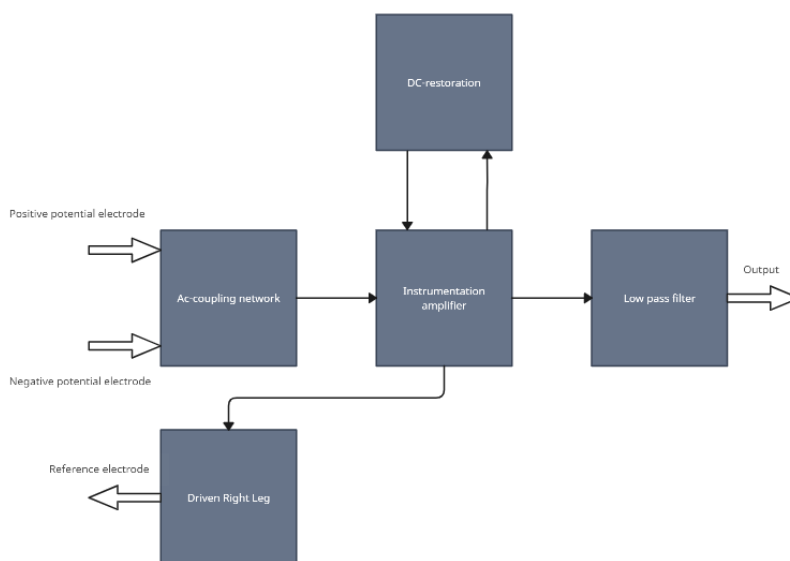 DC-restoration
Positive potential electrode
Ac-coupling network
Instrumentation
amplifier
Low pass filter
Output
Negative potential electrode
Reference electrode
Driven Right Leg